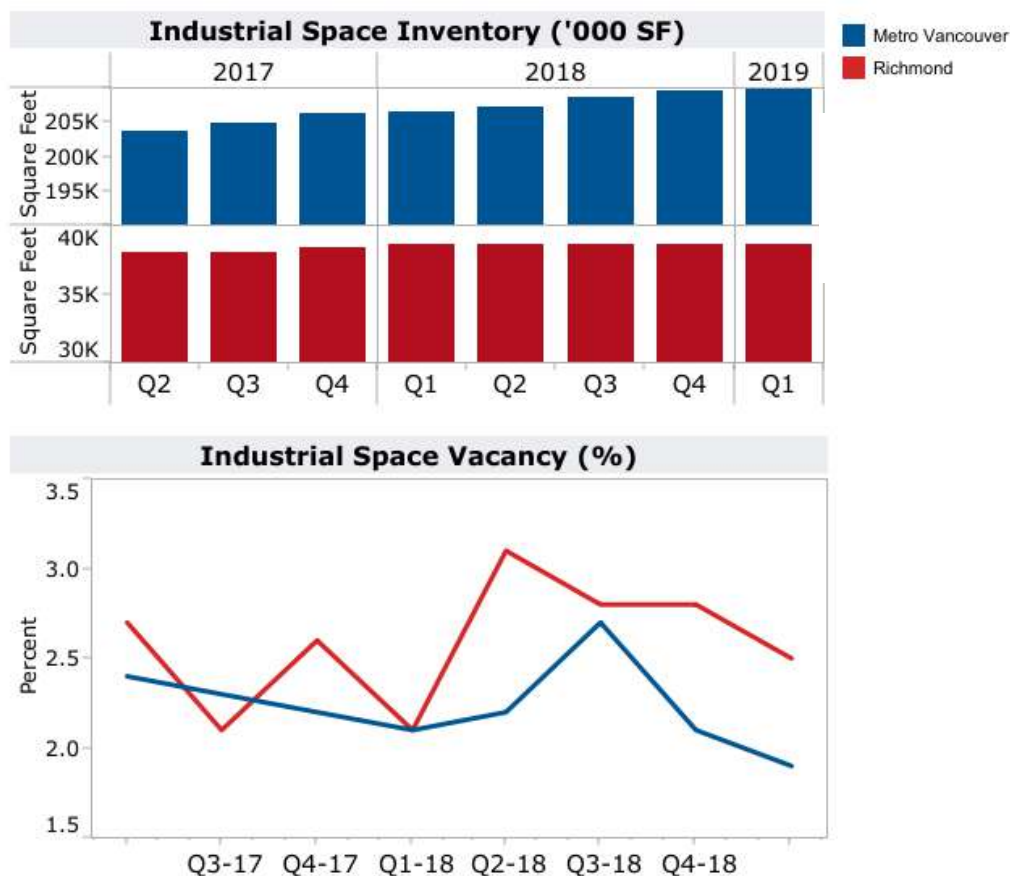 Industrial Space Inventory ('000 SF)
Metro Vancouver
Richmond
2017 2018 2019
Square Feet
205K
200K
195K
Square Feet
40K
35K
30K
Q2 Q3 Q4 Q1 Q2 Q3 Q4 Q1
Industrial Space Vacancy (%)
Percent
3.5
3.0
2.5
2.0
1.5
Q3-17 Q4-17 Q1-18 Q2-18 Q3-18 Q4-18